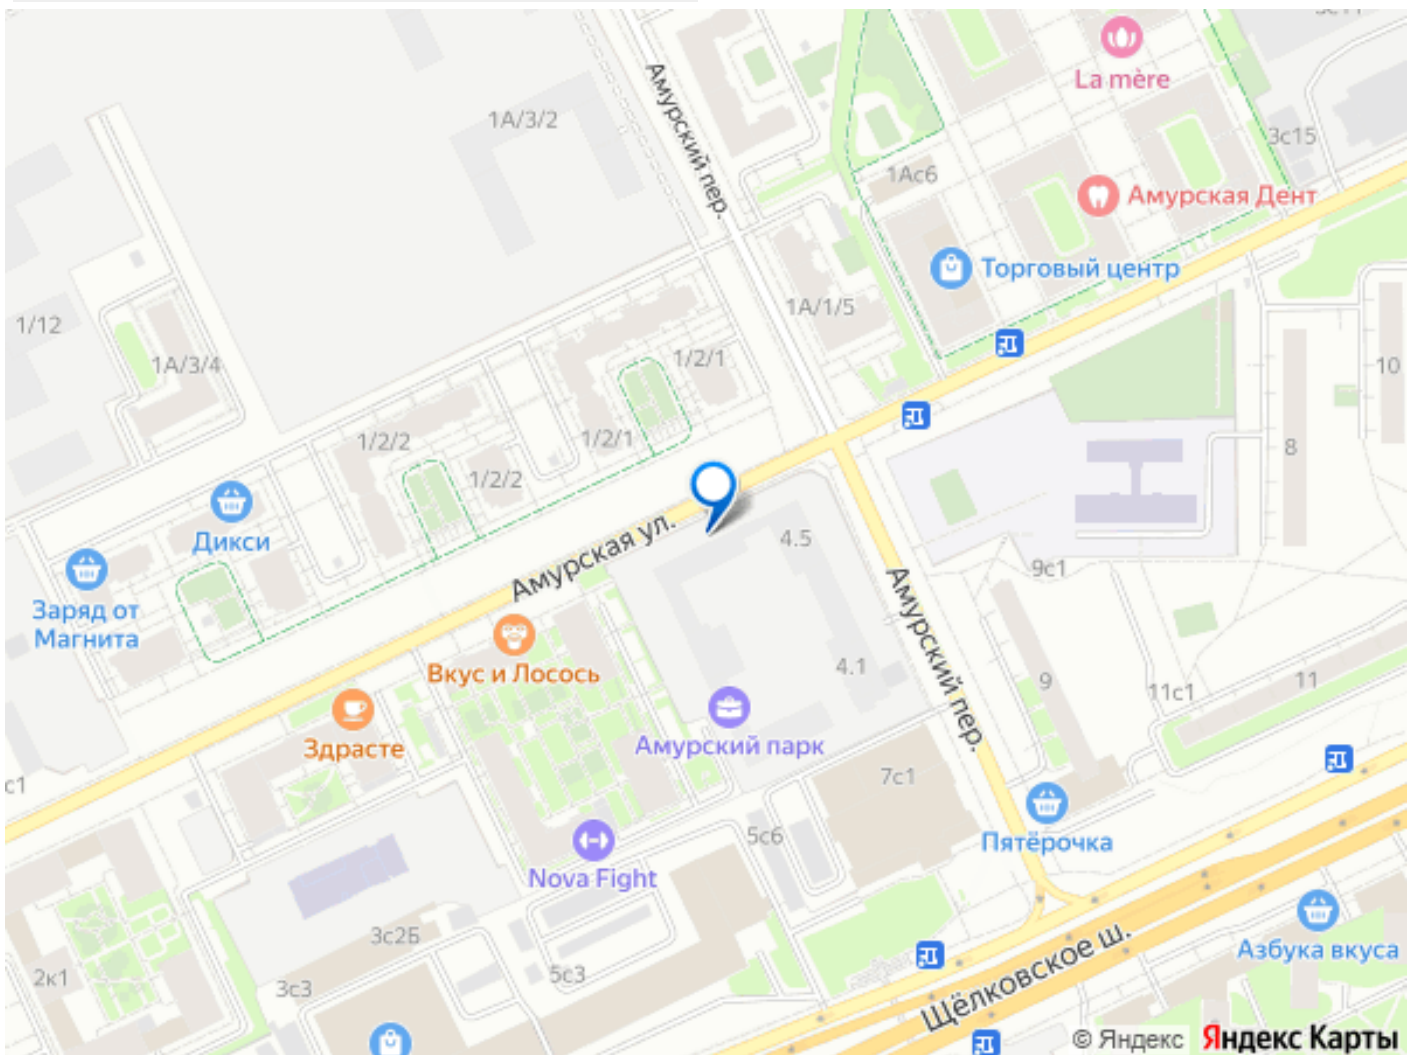 La mère
1А/3/2
Амурский пер.
3с15
1Ас6
Амурская Дент
Торговый центр
1/12
1А/1/5
1А/3/4
1/2/1
10
1/2/2
1/2/1
8
1/2/2
Дикси
4.5
Амурская ул.
9с1
Заряд от
Магнита
Амурский пер.
Вкус и Лосось
4.1
9
11с1
11
Здрасте
Амурский парк
7с1
с1
5с6
Пятёрочка
Nova Fight
3с2Б
Азбука вкуса
2к1
3с3
5с3
Щёлковское ш.
© Яндекс Яндекс Карты